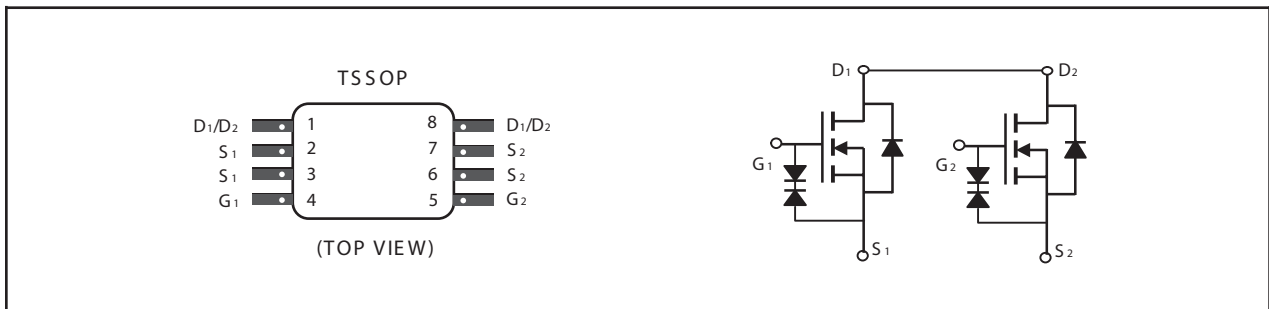 TSSOP
D1/D2 1 8 D1/D2
S1 2 7 S2
S1 3 6 S2
G1 4 5 G2
(TOP VIEW)
D1 D2
G1 G2
S1 S2